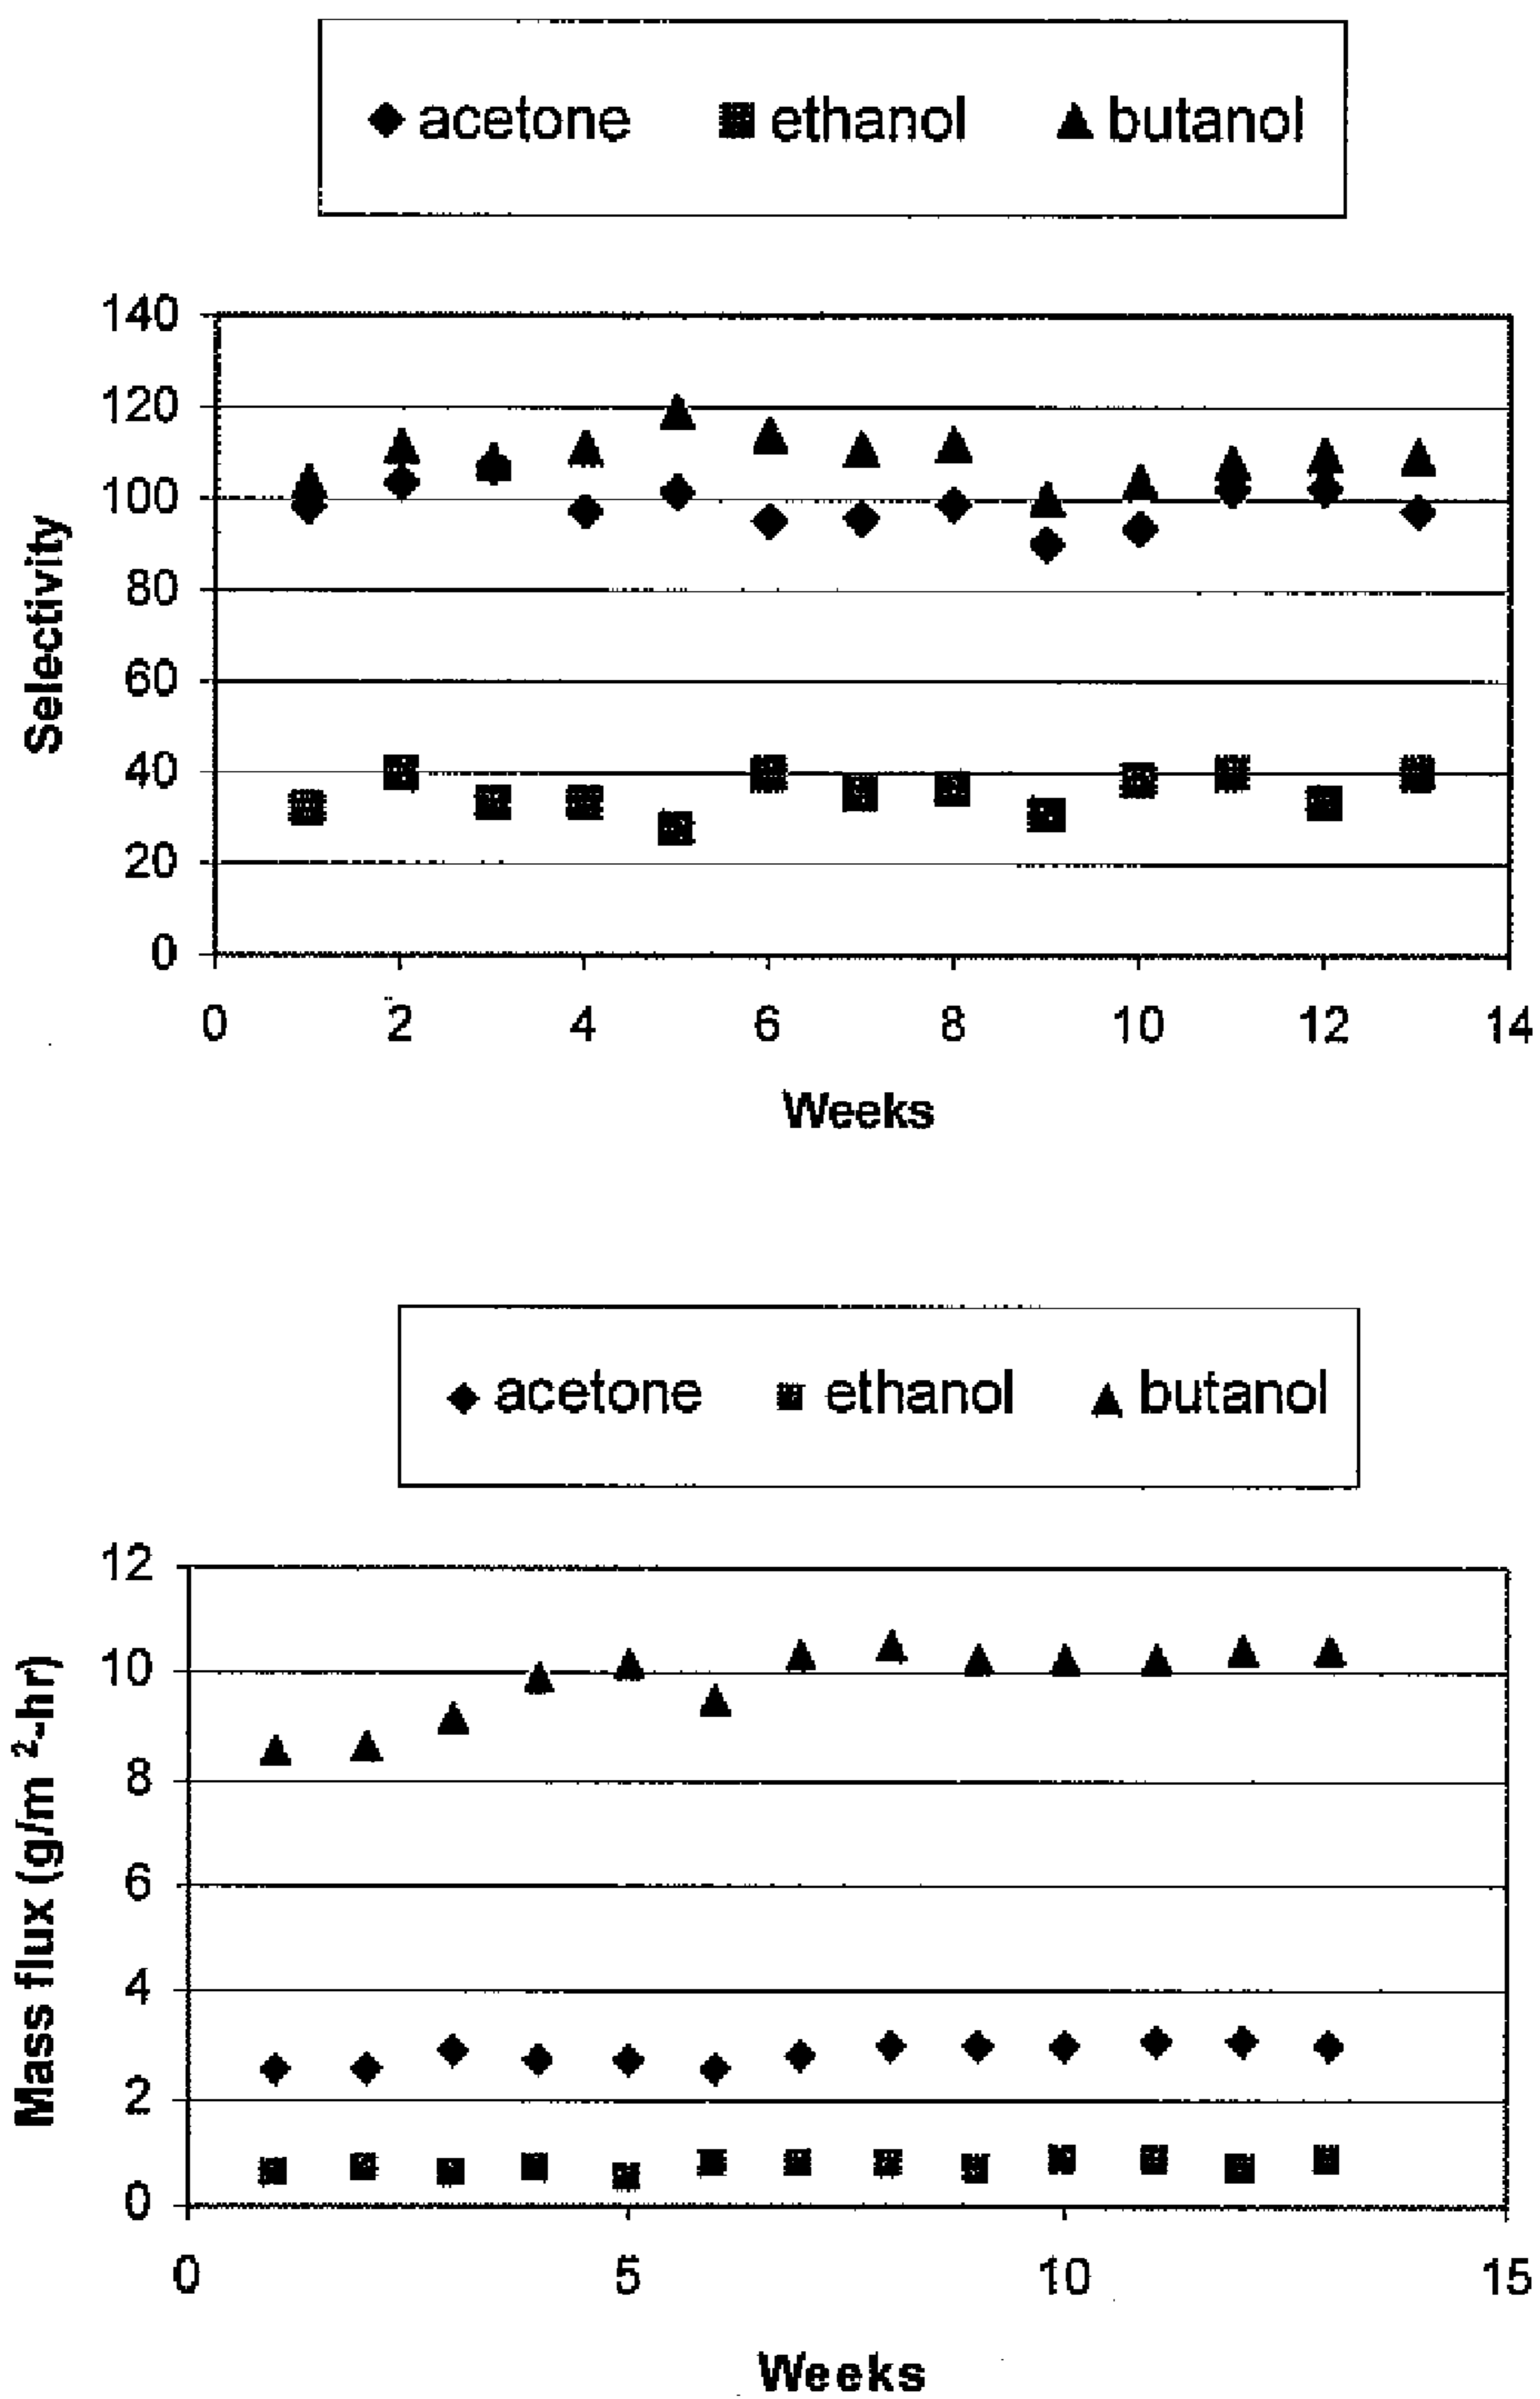 acetone ethanol butanol
140
120
100
80
60
40
20
0
Selectivity
0 2 4 6 8 10 12 14
Weeks
acetone ethanol butanol
12
10
8
6
4
2
0
Mass flux (g/m ²-hr)
0 5 10 15
Weeks